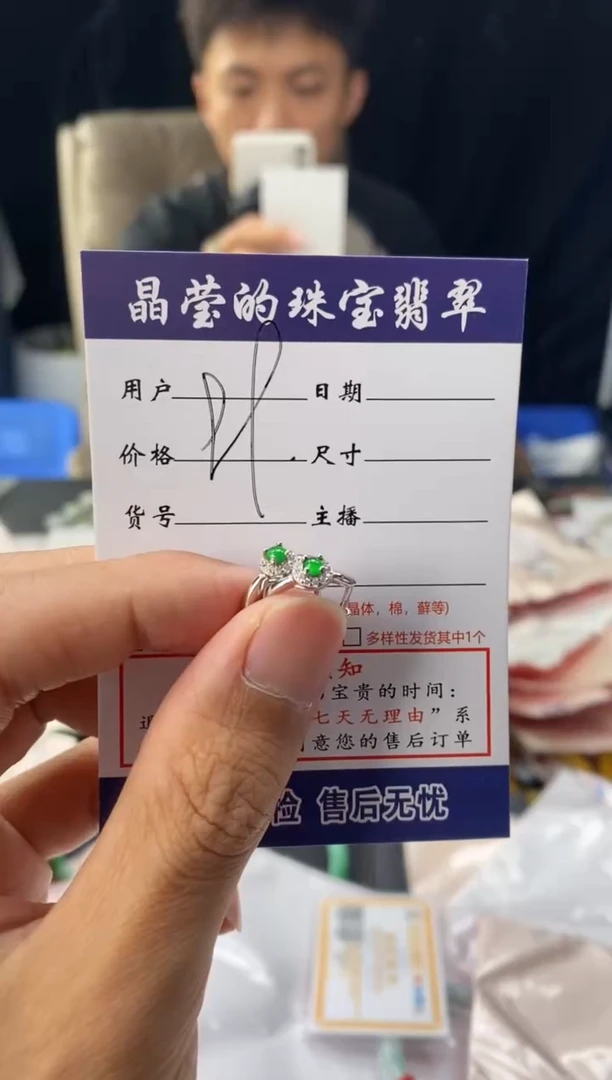 晶莹的珠宝翡翠
用户 日期
价格 尺寸
货号 主播
晶体，棉，藓等)
多样性发货其中1个
知
宝贵的时间：
七天无理由”系
意您的售后订单
售后无忧